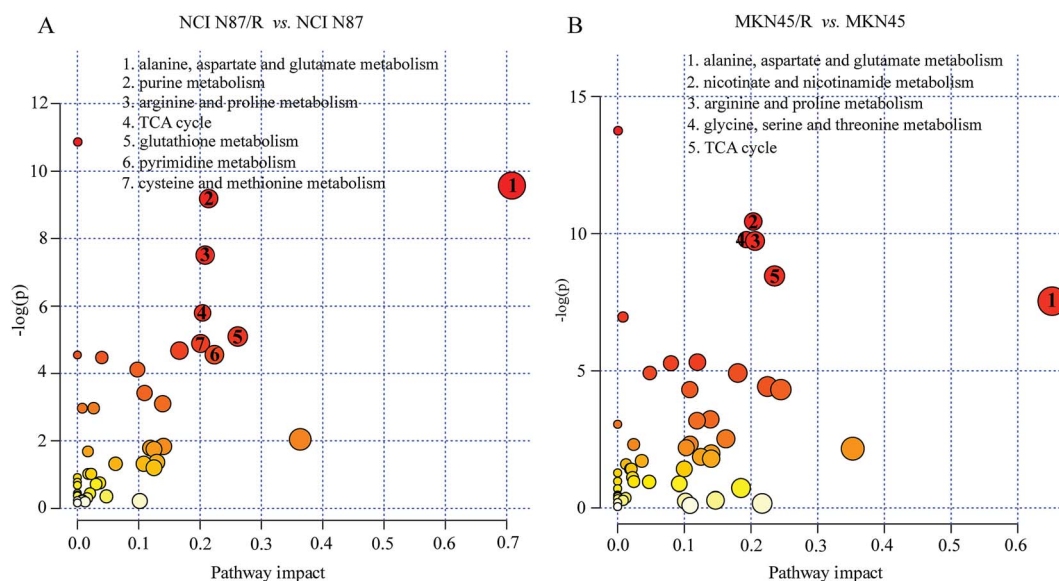 A
NCI N87/R vs. NCI N87
1. alanine, aspartate and glutamate metabolism
2. purine metabolism
3. arginine and proline metabolism
4. TCA cycle
5. glutathione metabolism
6. pyrimidine metabolism
7. cysteine and methionine metabolism
12
10
8
6
4
2
0
-log(p)
1
2
3
4
5
7
6
0.0
0.1
0.2
0.3
0.4
0.5
0.6
0.7
Pathway impact
B
MKN45/R vs. MKN45
1. alanine, aspartate and glutamate metabolism
2. nicotinate and nicotinamide metabolism
3. arginine and proline metabolism
4. glycine, serine and threonine metabolism
5. TCA cycle
15
10
5
0
-log(p)
2
4
3
5
1
0.0
0.1
0.2
0.3
0.4
0.5
0.6
Pathway impact